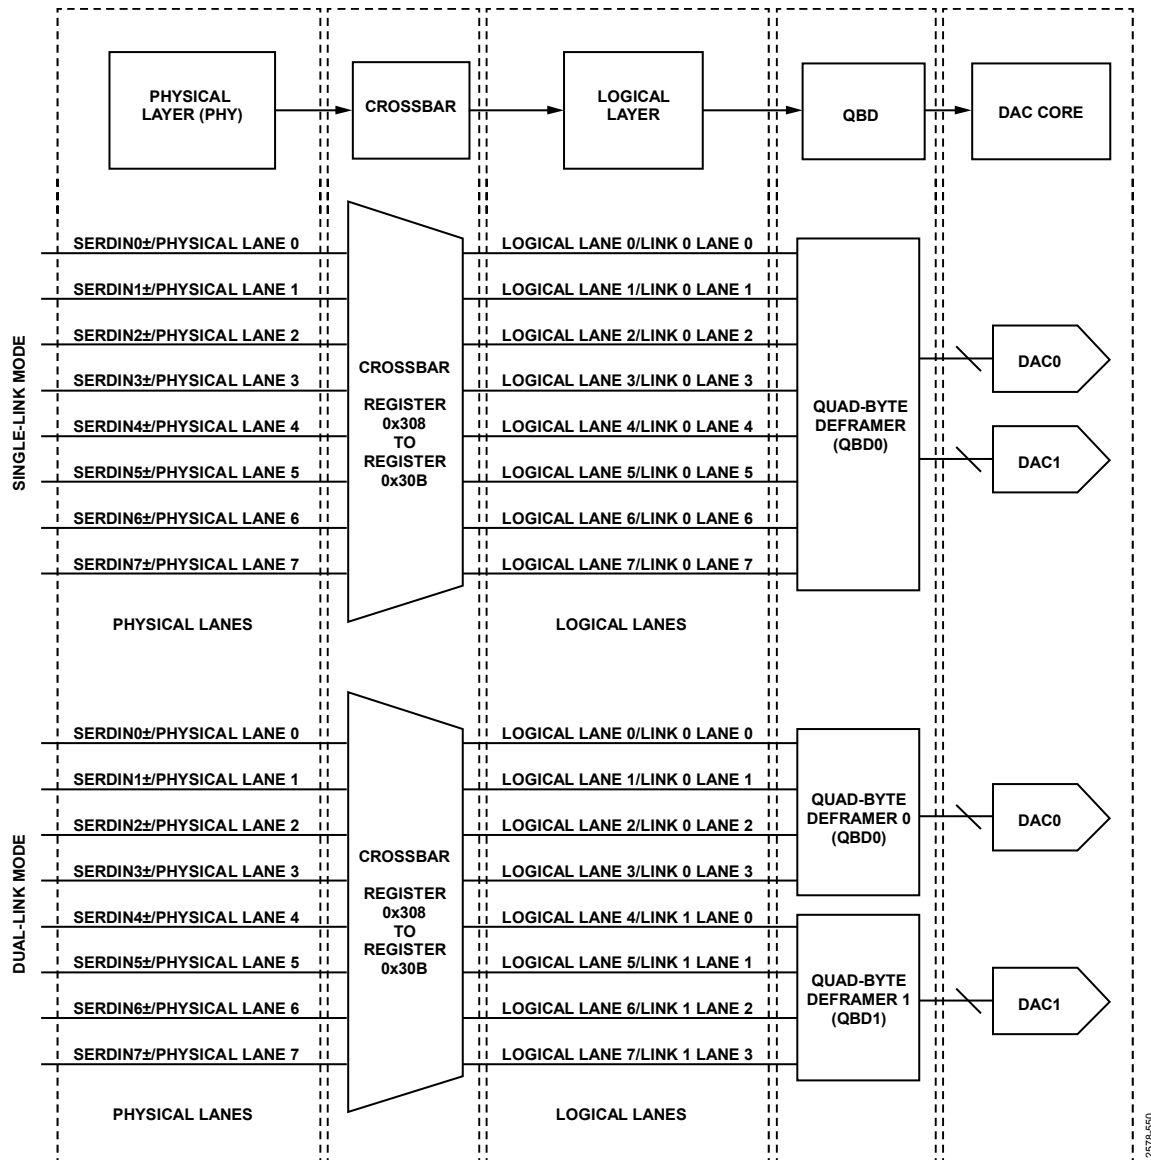 PHYSICAL
LAYER (PHY)
CROSSBAR
LOGICAL
LAYER
QBD
DAC CORE
SINGLE-LINK MODE
SERDIN0±/PHYSICAL LANE 0
SERDIN1±/PHYSICAL LANE 1
SERDIN2±/PHYSICAL LANE 2
SERDIN3±/PHYSICAL LANE 3
SERDIN4±/PHYSICAL LANE 4
SERDIN5±/PHYSICAL LANE 5
SERDIN6±/PHYSICAL LANE 6
SERDIN7±/PHYSICAL LANE 7
PHYSICAL LANES
CROSSBAR
REGISTER
0x308
TO
REGISTER
0x30B
LOGICAL LANE 0/LINK 0 LANE 0
LOGICAL LANE 1/LINK 0 LANE 1
LOGICAL LANE 2/LINK 0 LANE 2
LOGICAL LANE 3/LINK 0 LANE 3
LOGICAL LANE 4/LINK 0 LANE 4
LOGICAL LANE 5/LINK 0 LANE 5
LOGICAL LANE 6/LINK 0 LANE 6
LOGICAL LANE 7/LINK 0 LANE 7
LOGICAL LANES
QUAD-BYTE
DEFRAMER
(QBD0)
DAC0
DAC1
DUAL-LINK MODE
SERDIN0±/PHYSICAL LANE 0
SERDIN1±/PHYSICAL LANE 1
SERDIN2±/PHYSICAL LANE 2
SERDIN3±/PHYSICAL LANE 3
SERDIN4±/PHYSICAL LANE 4
SERDIN5±/PHYSICAL LANE 5
SERDIN6±/PHYSICAL LANE 6
SERDIN7±/PHYSICAL LANE 7
PHYSICAL LANES
CROSSBAR
REGISTER
0x308
TO
REGISTER
0x30B
LOGICAL LANE 0/LINK 0 LANE 0
LOGICAL LANE 1/LINK 0 LANE 1
LOGICAL LANE 2/LINK 0 LANE 2
LOGICAL LANE 3/LINK 0 LANE 3
LOGICAL LANE 4/LINK 1 LANE 0
LOGICAL LANE 5/LINK 1 LANE 1
LOGICAL LANE 6/LINK 1 LANE 2
LOGICAL LANE 7/LINK 1 LANE 3
LOGICAL LANES
QUAD-BYTE
DEFRAMER 0
(QBD0)
QUAD-BYTE
DEFRAMER 1
(QBD1)
DAC0
DAC1